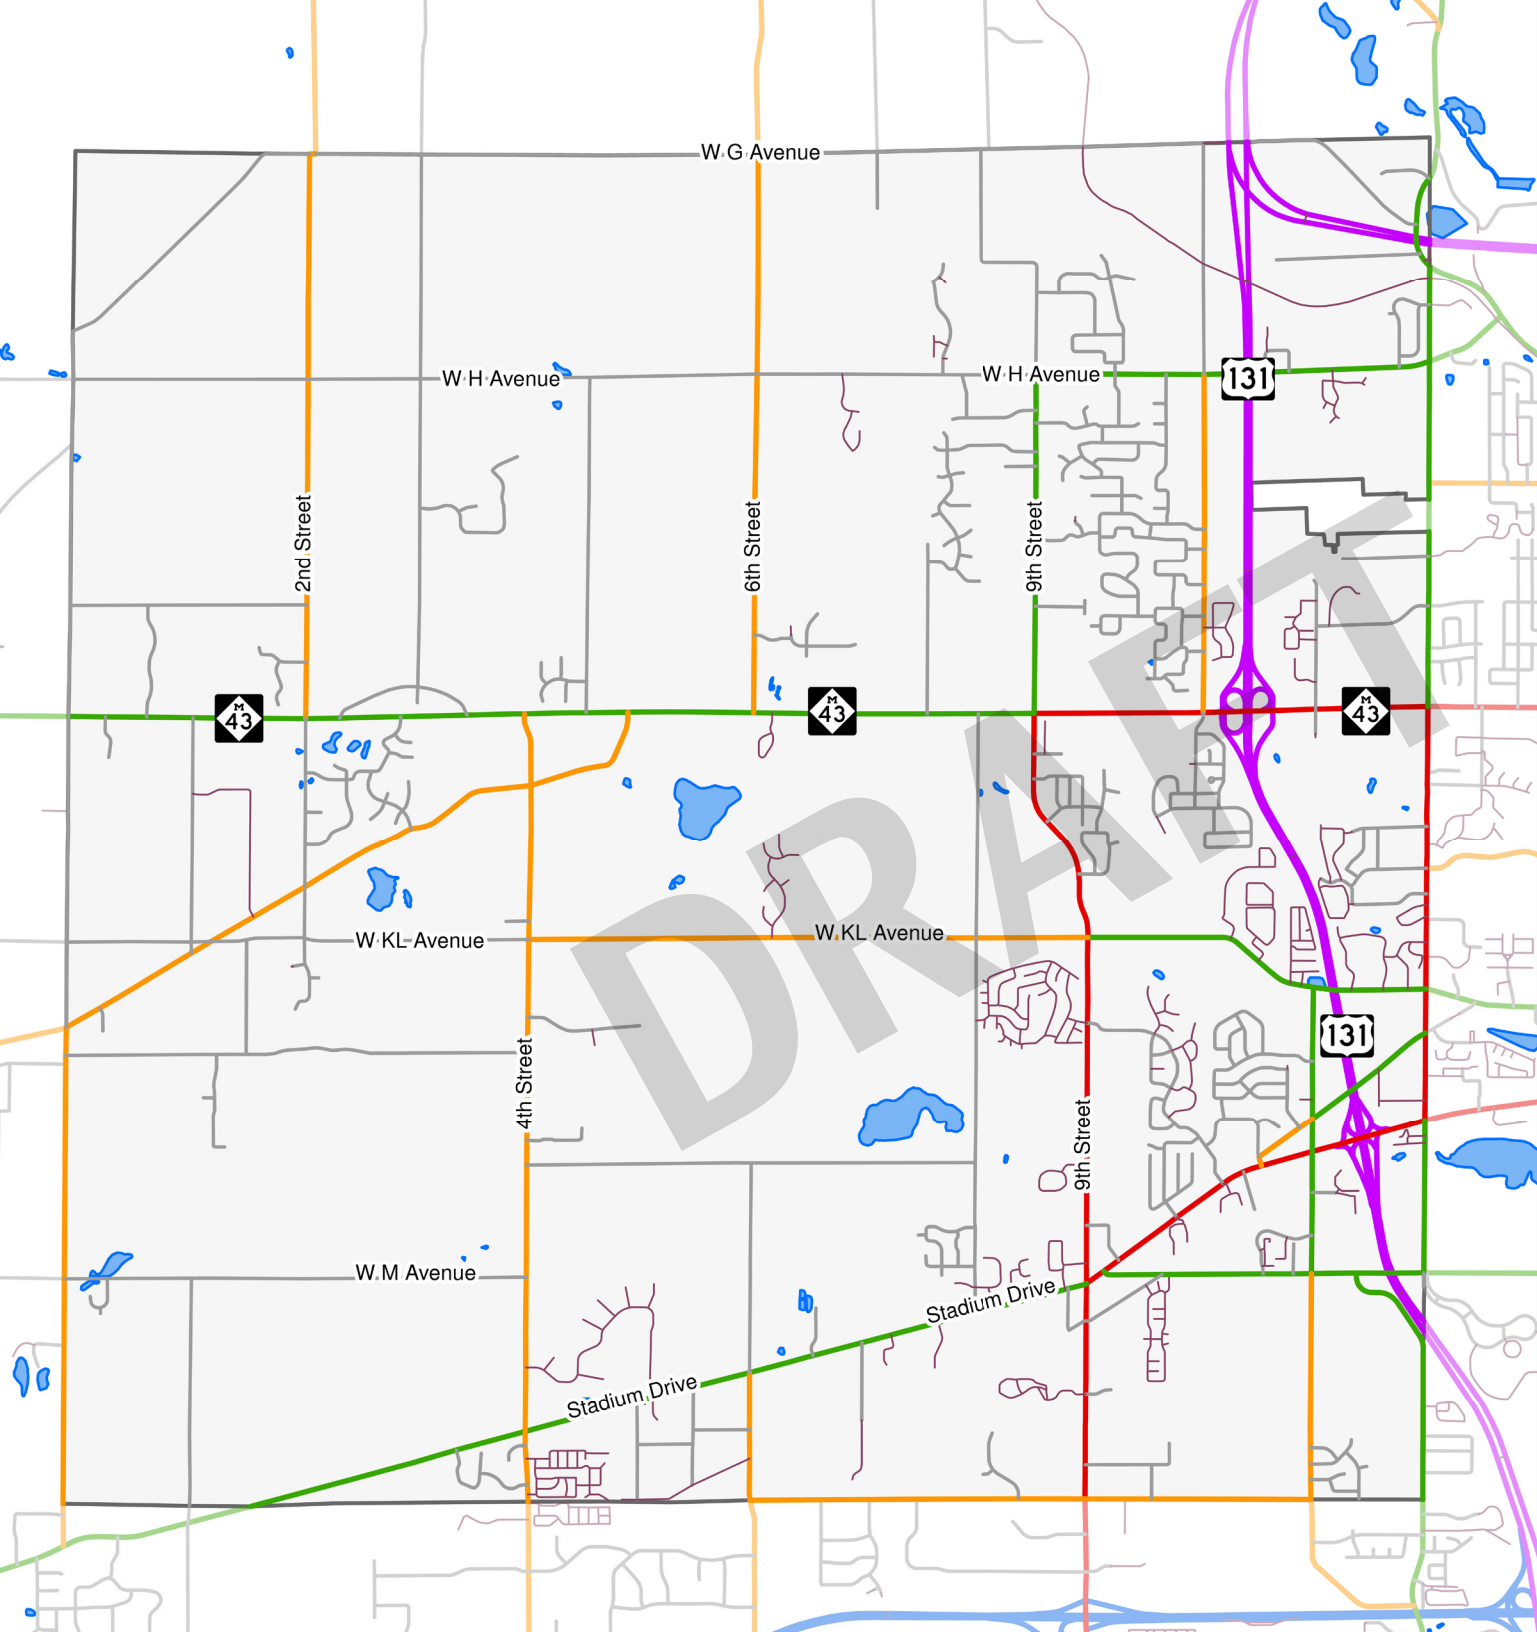 W G Avenue
W H Avenue
W H Avenue
131
2nd Street
6th Street
9th Street
M
43
M
43
M
43
DRAFT
W KL Avenue
W KL Avenue
131
4th Street
9th Street
W M Avenue
Stadium Drive
Stadium Drive